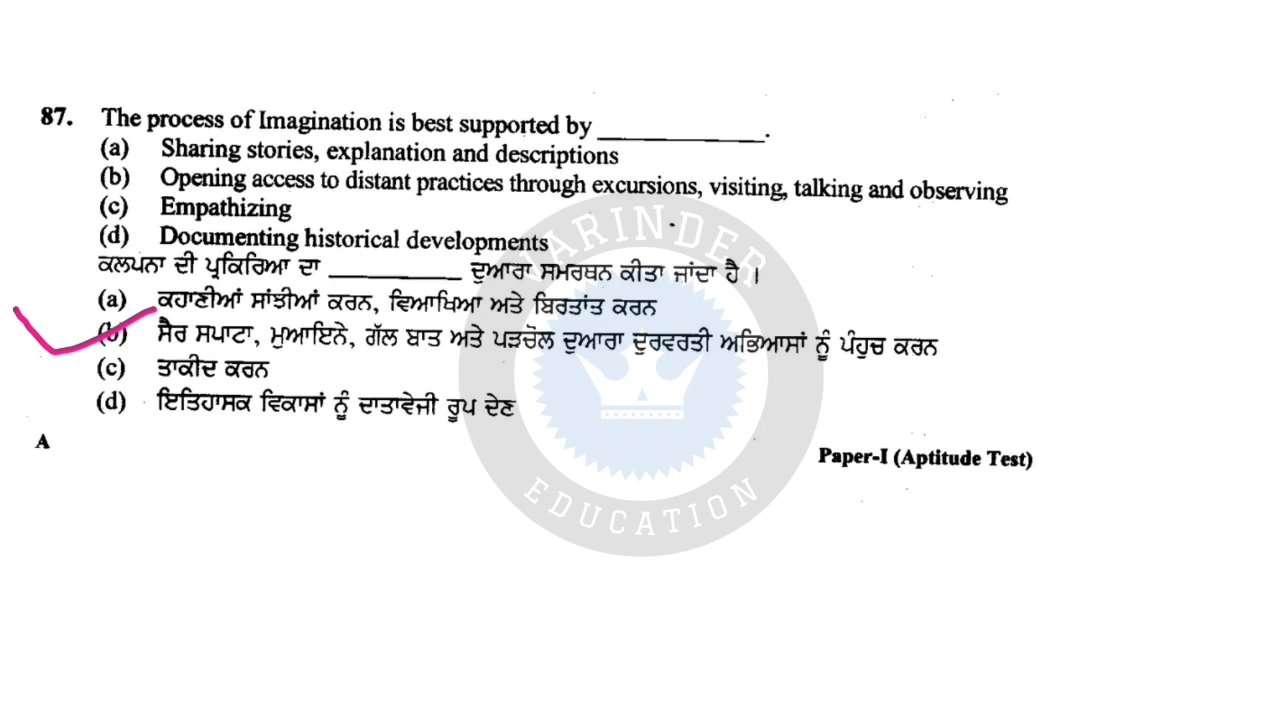 87. The process of Imagination is best supported by ____________.
(a) Sharing stories, explanation and descriptions
(b) Opening access to distant practices through excursions, visiting, talking and observing
(c) Empathizing
(d) Documenting historical developments
ਕਲਪਨਾ ਦੀ ਪ੍ਰਕਿਰਿਆ ਦਾ ____________ ਦੁਆਰਾ ਸਮਰਥਨ ਕੀਤਾ ਜਾਂਦਾ ਹੈ ।
(a) ਕਹਾਣੀਆਂ ਸਾਂਝੀਆਂ ਕਰਨ, ਵਿਆਖਿਆ ਅਤੇ ਬਿਰਤਾਂਤ ਕਰਨ
(b) ਸੈਰ ਸਪਾਟਾ, ਮੁਆਇਨੇ, ਗੱਲ ਬਾਤ ਅਤੇ ਪੜਚੋਲ ਦੁਆਰਾ ਦੂਰਵਰਤੀ ਅਭਿਆਸਾਂ ਨੂੰ ਪੰਹੁਚ ਕਰਨ
(c) ਤਾਕੀਦ ਕਰਨ
(d) ਇਤਿਹਾਸਕ ਵਿਕਾਸਾਂ ਨੂੰ ਦਾਤਾਵੇਜੀ ਰੂਪ ਦੇਣ
A
Paper-I (Aptitude Test)
VARINDER
EDUCATION